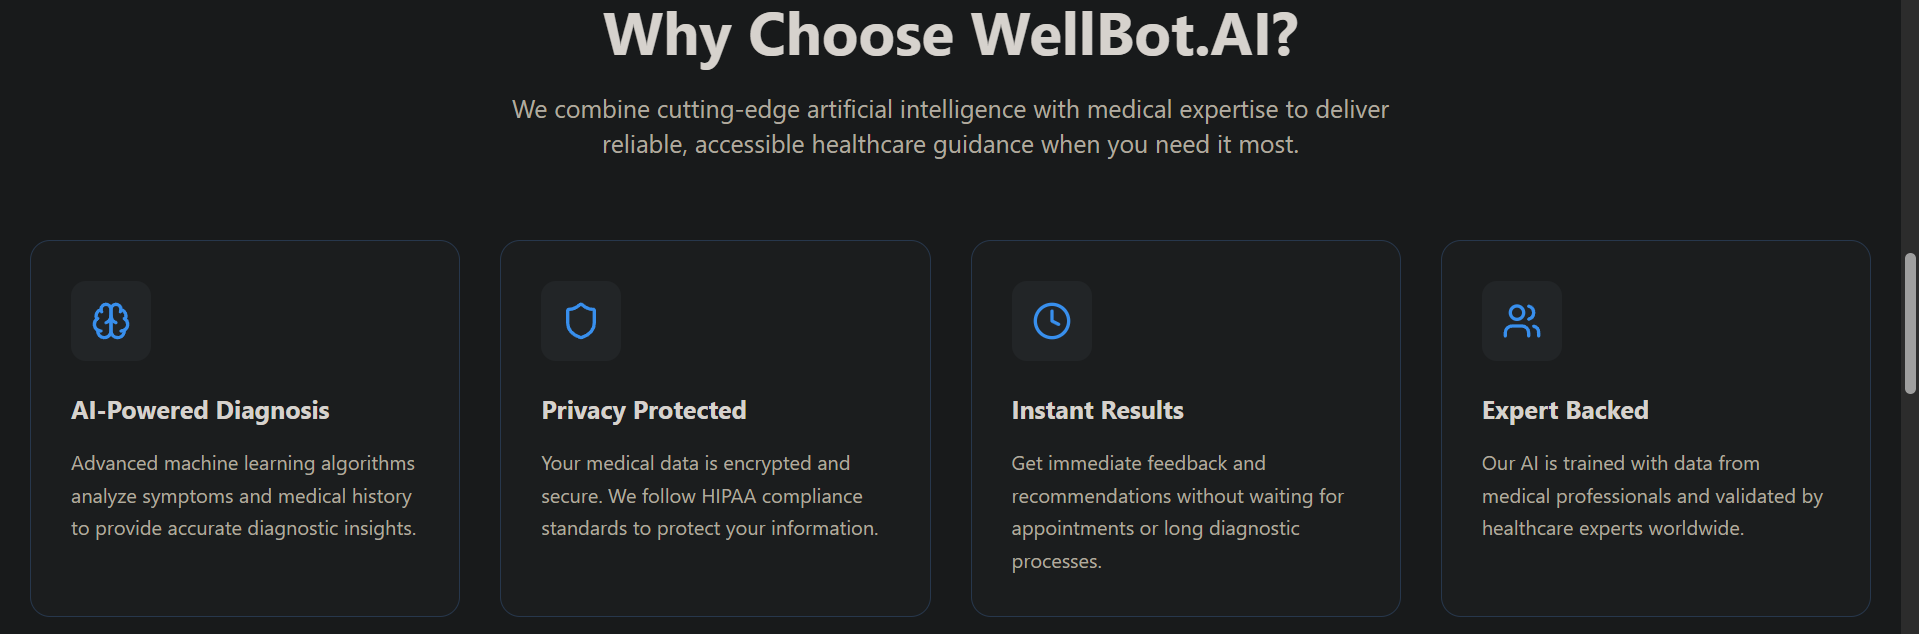 Why Choose WellBot.AI?
We combine cutting-edge artificial intelligence with medical expertise to deliver
reliable, accessible healthcare guidance when you need it most.
AI-Powered Diagnosis
Advanced machine learning algorithms
analyze symptoms and medical history
to provide accurate diagnostic insights.
Privacy Protected
Your medical data is encrypted and
secure. We follow HIPAA compliance
standards to protect your information.
Instant Results
Get immediate feedback and
recommendations without waiting for
appointments or long diagnostic
processes.
Expert Backed
Our AI is trained with data from
medical professionals and validated by
healthcare experts worldwide.